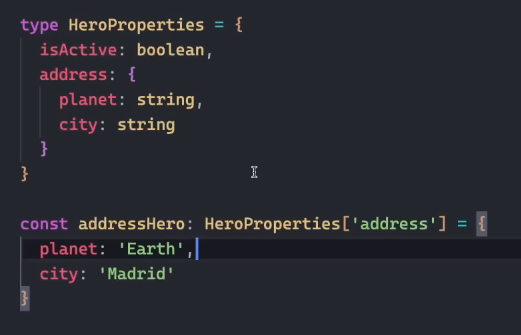 type HeroProperties = {
  isActive: boolean,
  address: {
    planet: string,
    city: string
  }
}
const addressHero: HeroProperties['address'] = {
  planet: 'Earth',
  city: 'Madrid'
}